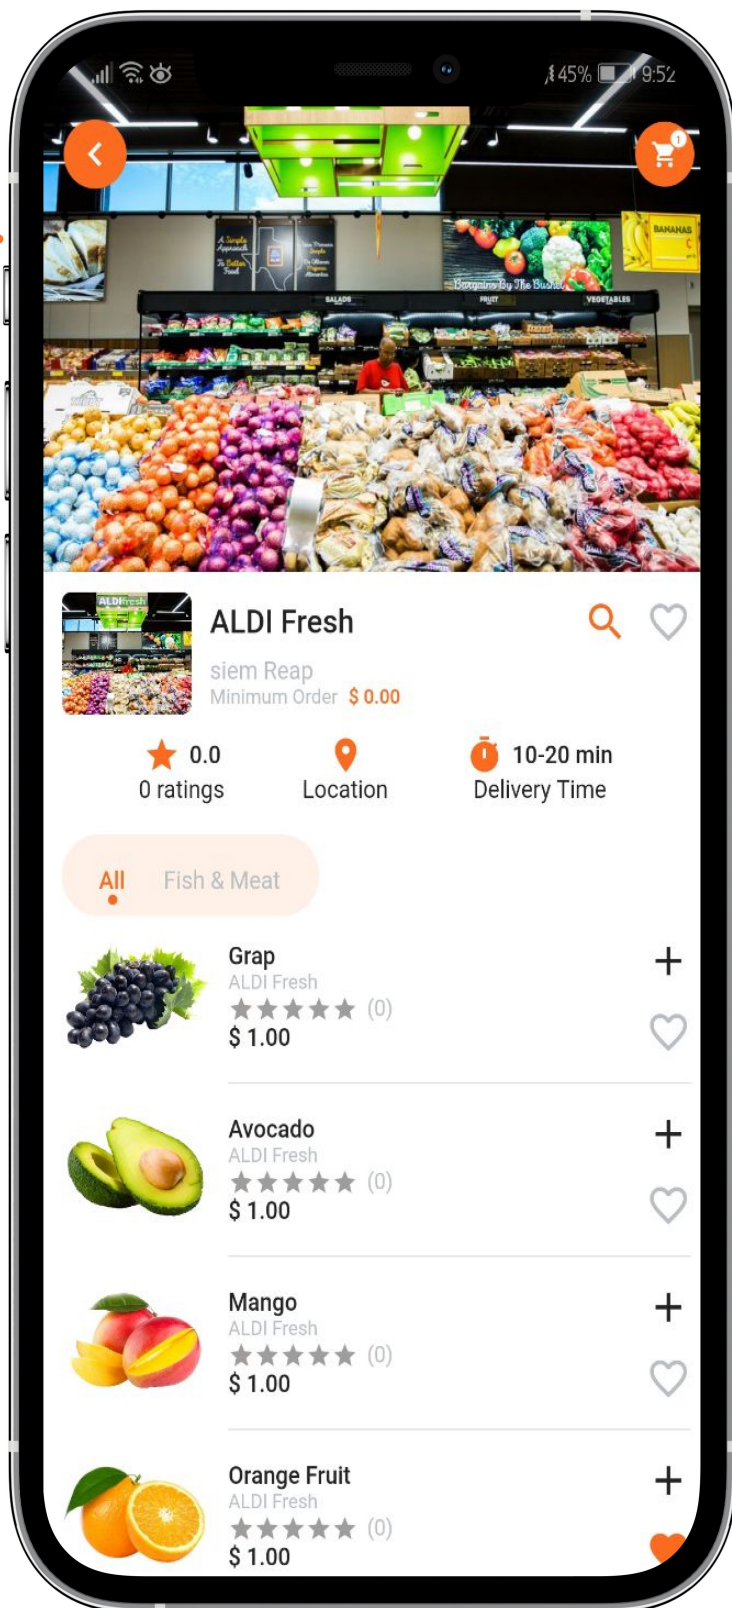 45% 9:52
1
A Simple
Approach
To Better
Food
BANANAS
Bargains By The Bushel
SALADS
FRUIT
VEGETABLES
ALDI fresh
ALDI Fresh
siem Reap
Minimum Order $ 0.00
0.0
0 ratings
Location
10-20 min
Delivery Time
All
Fish & Meat
Grap
ALDI Fresh
(0)
$ 1.00
Avocado
ALDI Fresh
(0)
$ 1.00
Mango
ALDI Fresh
(0)
$ 1.00
Orange Fruit
ALDI Fresh
(0)
$ 1.00